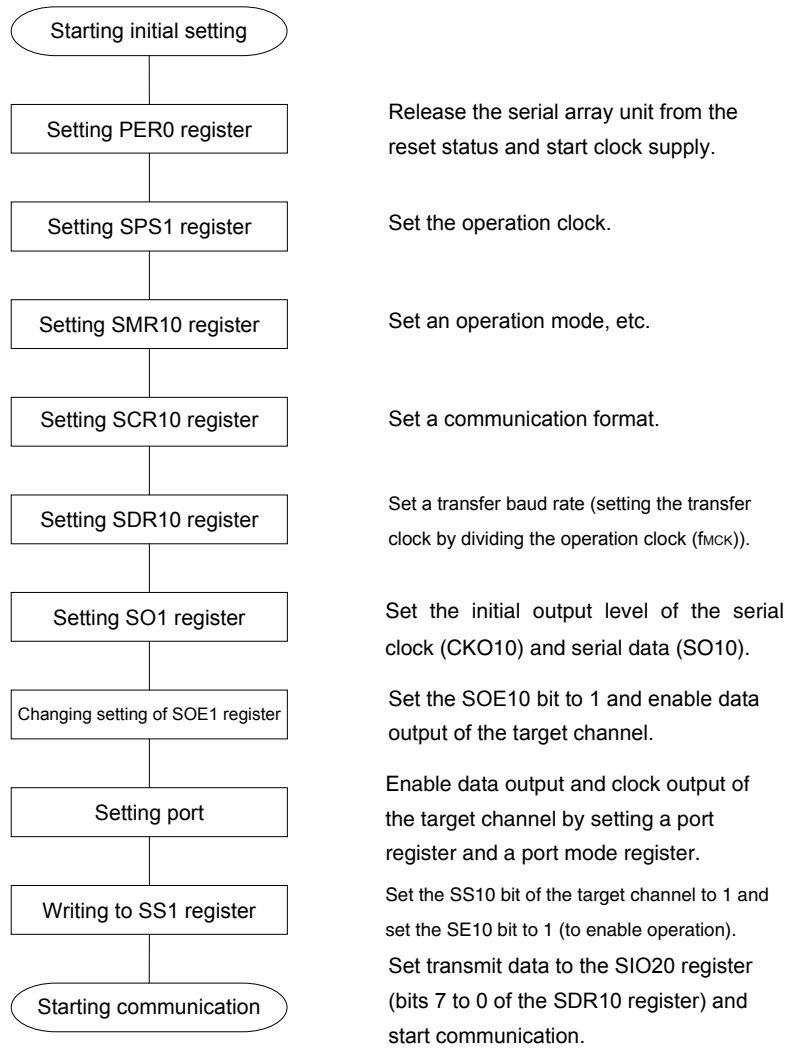 Starting initial setting
Setting PER0 register
Release the serial array unit from the
reset status and start clock supply.
Setting SPS1 register
Set the operation clock.
Setting SMR10 register
Set an operation mode, etc.
Setting SCR10 register
Set a communication format.
Setting SDR10 register
Set a transfer baud rate (setting the transfer
clock by dividing the operation clock (fMCK)).
Setting SO1 register
Set the initial output level of the serial
clock (CKO10) and serial data (SO10).
Changing setting of SOE1 register
Set the SOE10 bit to 1 and enable data
output of the target channel.
Setting port
Enable data output and clock output of
the target channel by setting a port
register and a port mode register.
Writing to SS1 register
Set the SS10 bit of the target channel to 1 and
set the SE10 bit to 1 (to enable operation).
Starting communication
Set transmit data to the SIO20 register
(bits 7 to 0 of the SDR10 register) and
start communication.